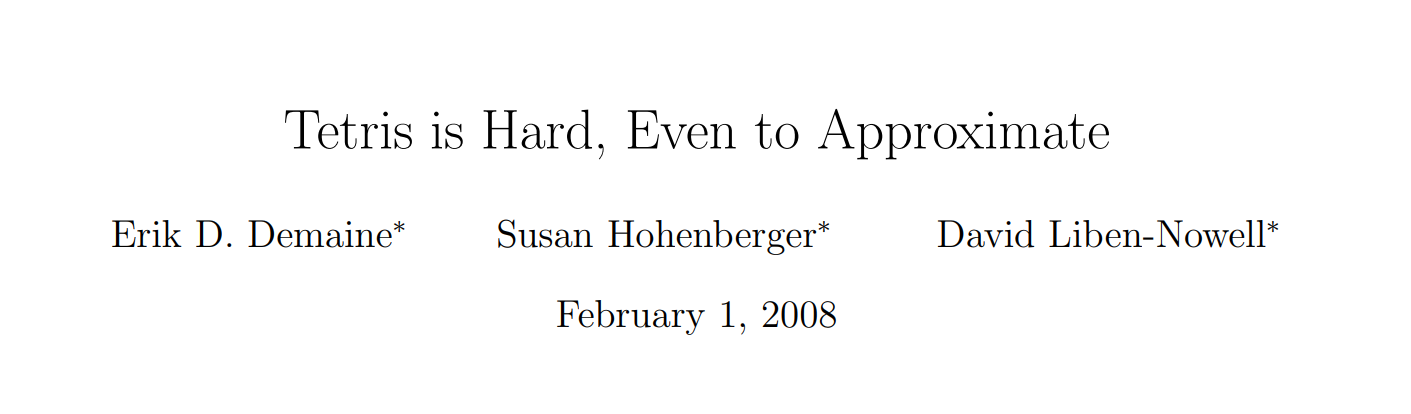 Tetris is Hard, Even to Approximate
Erik D. Demaine* Susan Hohenberger* David Liben-Nowell*
February 1, 2008